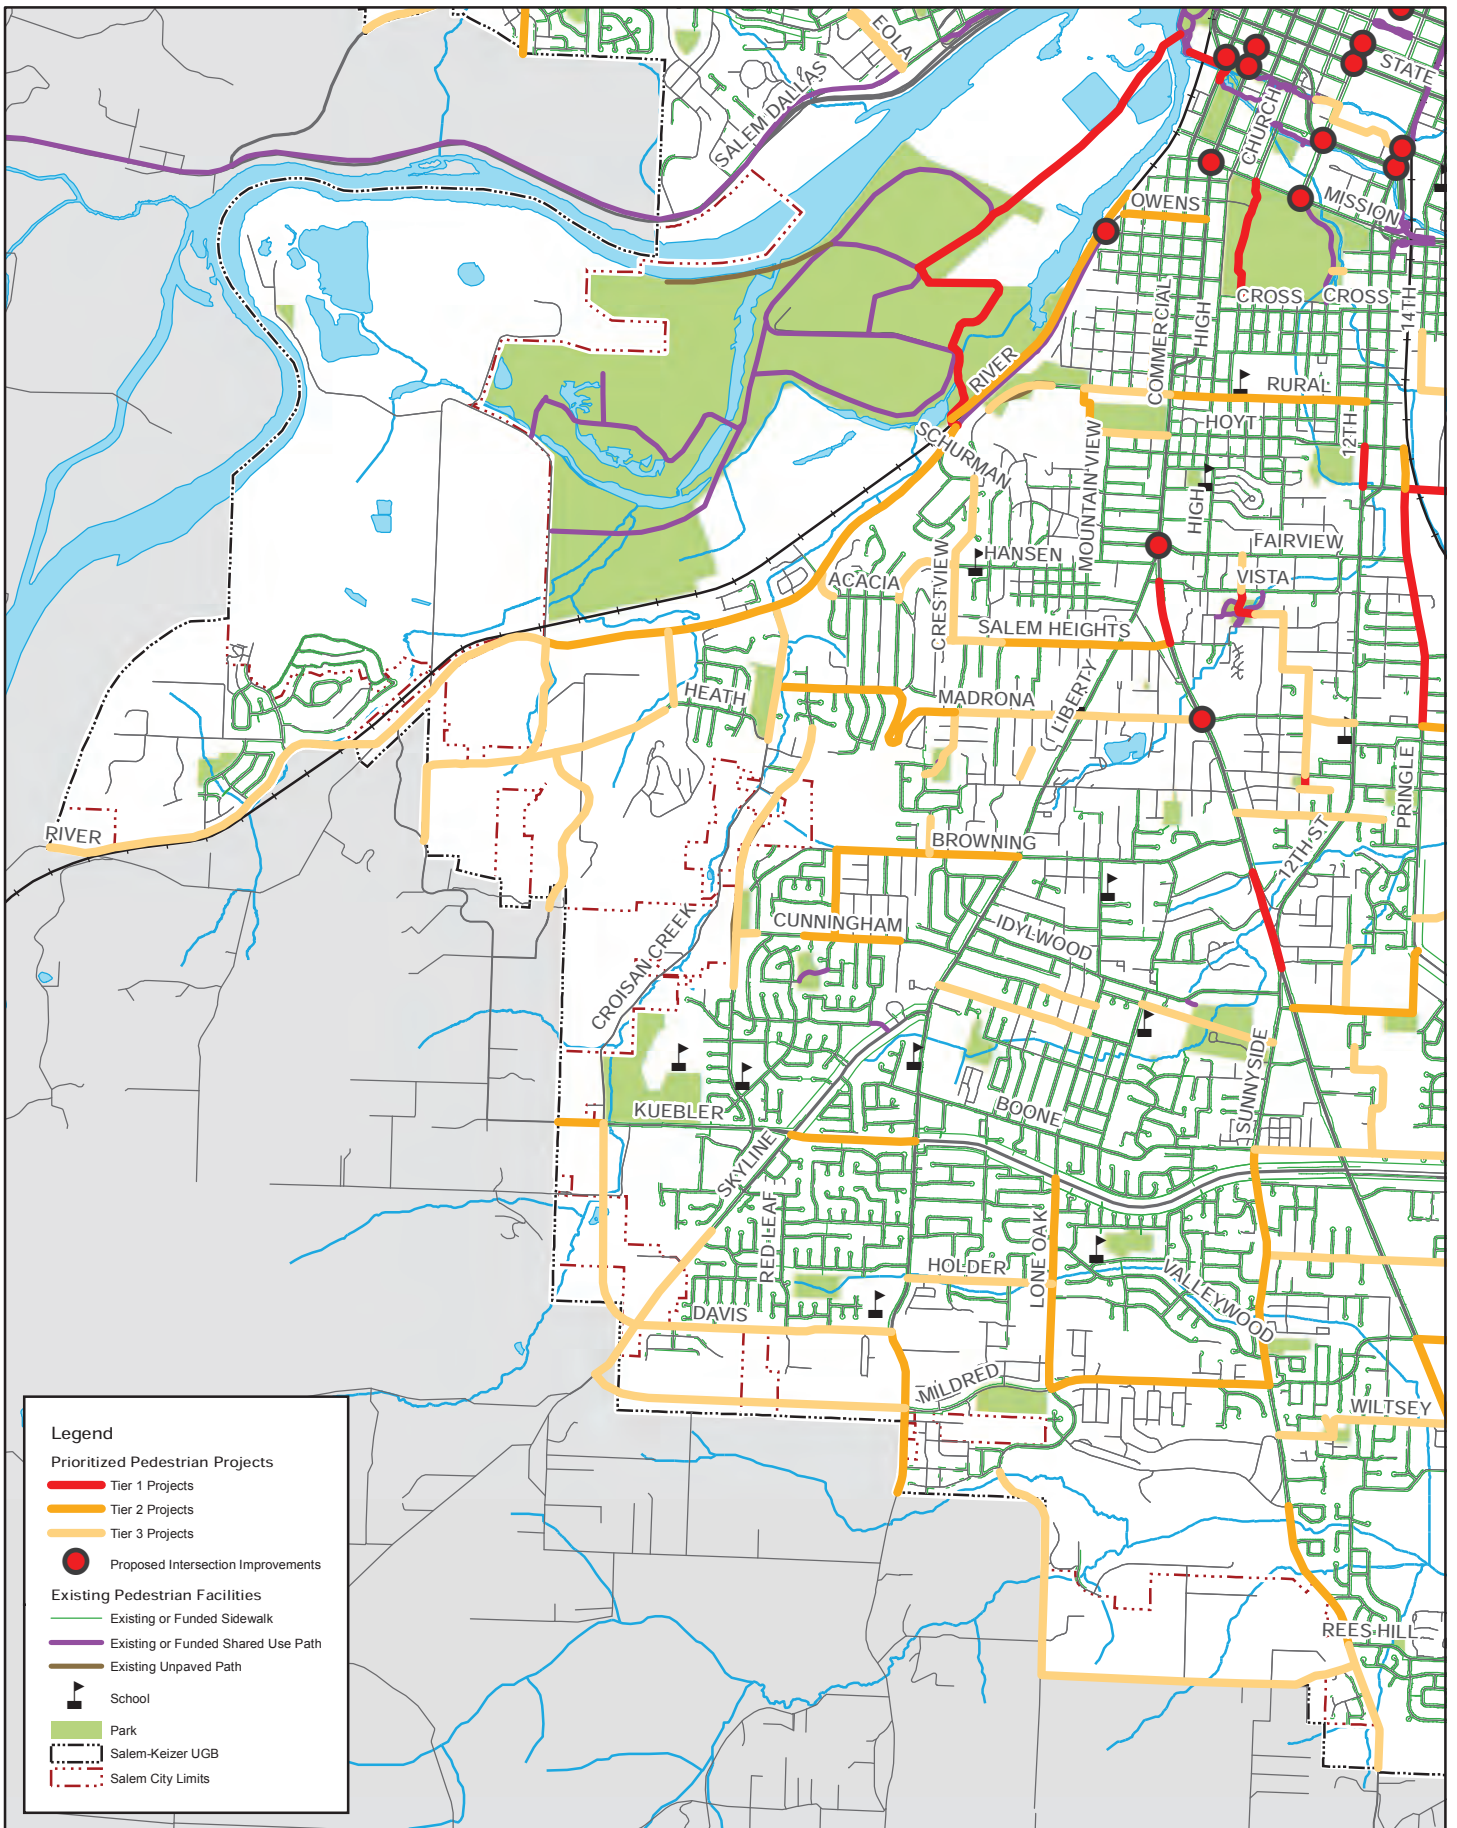 EOLA
STATE
SALEM DALLAS
CHURCH
OWENS
MISSION
CROSS
CROSS
14TH
COMMERCIAL
HIGH
RIVER
RURAL
HOYT
12TH
SCHURMAN
MOUNTAIN VIEW
HIGH
FAIRVIEW
HANSEN
CRESTVIEW
ACACIA
VISTA
SALEM HEIGHTS
HEATH
MADRONA
LIBERTY
PRINGLE
RIVER
BROWNING
12TH ST
CUNNINGHAM
IDYLWOOD
CROISAN CREEK
SUNNYSIDE
KUEBLER
BOONE
SKYLINE
RED LEAF
LONE OAK
HOLDER
VALLEYWOOD
DAVIS
MILDRED
WILTSEY
REES HILL
Legend
Prioritized Pedestrian Projects
Tier 1 Projects
Tier 2 Projects
Tier 3 Projects
Proposed Intersection Improvements
Existing Pedestrian Facilities
Existing or Funded Sidewalk
Existing or Funded Shared Use Path
Existing Unpaved Path
School
Park
Salem-Keizer UGB
Salem City Limits